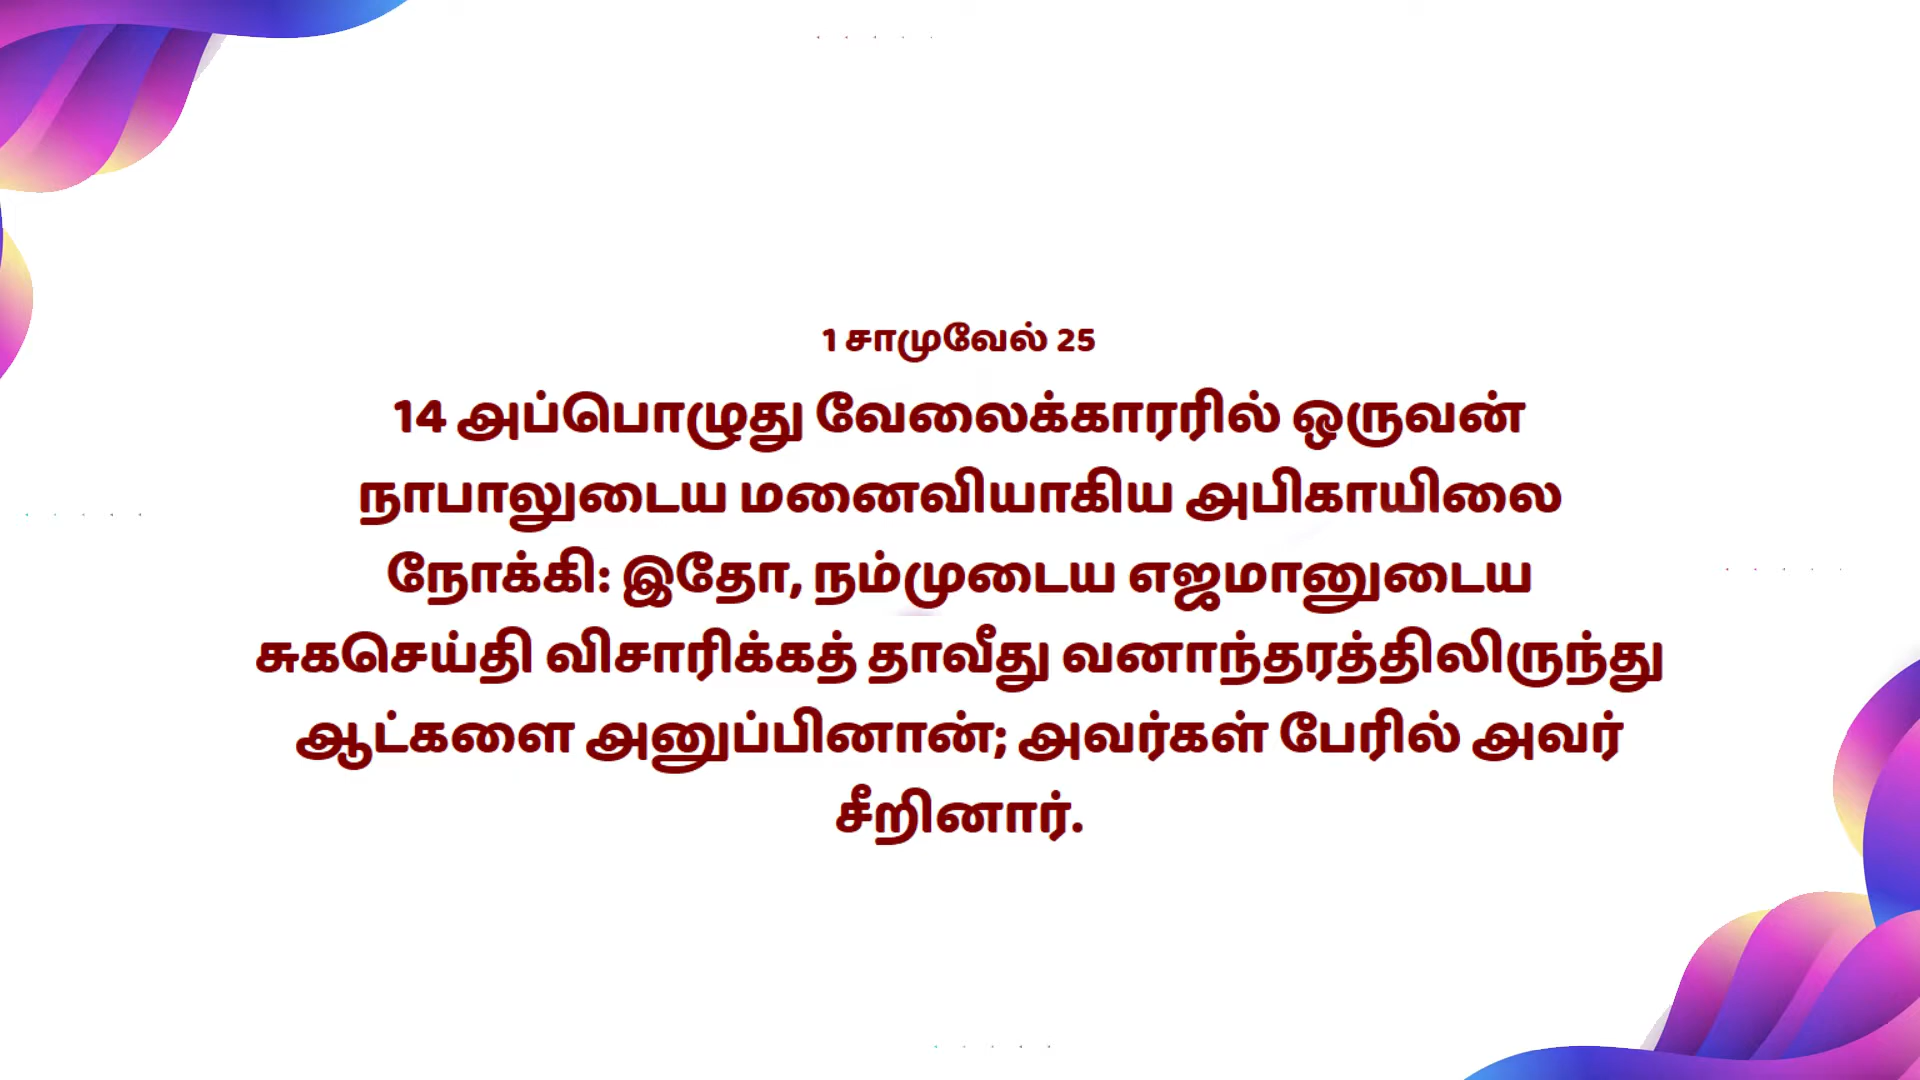 1 சாமுவேல் 25
14 அப்பொழுது வேலைக்காரரில் ஒருவன்
நாபாலுடைய மனைவியாகிய அபிகாயிலை
நோக்கி: இதோ, நம்முடைய எஜமானுடைய
சுகசெய்தி விசாரிக்கத் தாவீது வனாந்தரத்திலிருந்து
ஆட்களை அனுப்பினான்; அவர்கள் பேரில் அவர்
சீறினார்.